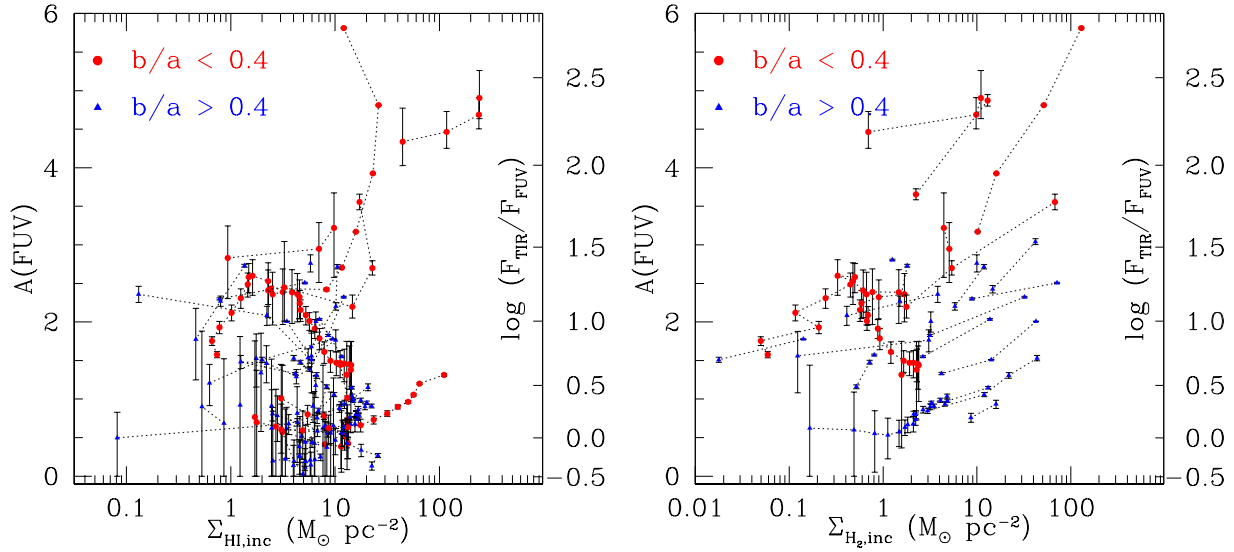 b/a < 0.4
b/a > 0.4
6
4
2
0
A(FUV)
2.5
2.0
1.5
1.0
0.5
0.0
−0.5
log (F_TIR/F_FUV)
0.1 1 10 100
Σ_HI,inc (M_⊙ pc^−2)
b/a < 0.4
b/a > 0.4
6
4
2
0
A(FUV)
2.5
2.0
1.5
1.0
0.5
0.0
−0.5
log (F_TIR/F_FUV)
0.01 0.1 1 10 100
Σ_H₂,inc (M_⊙ pc^−2)